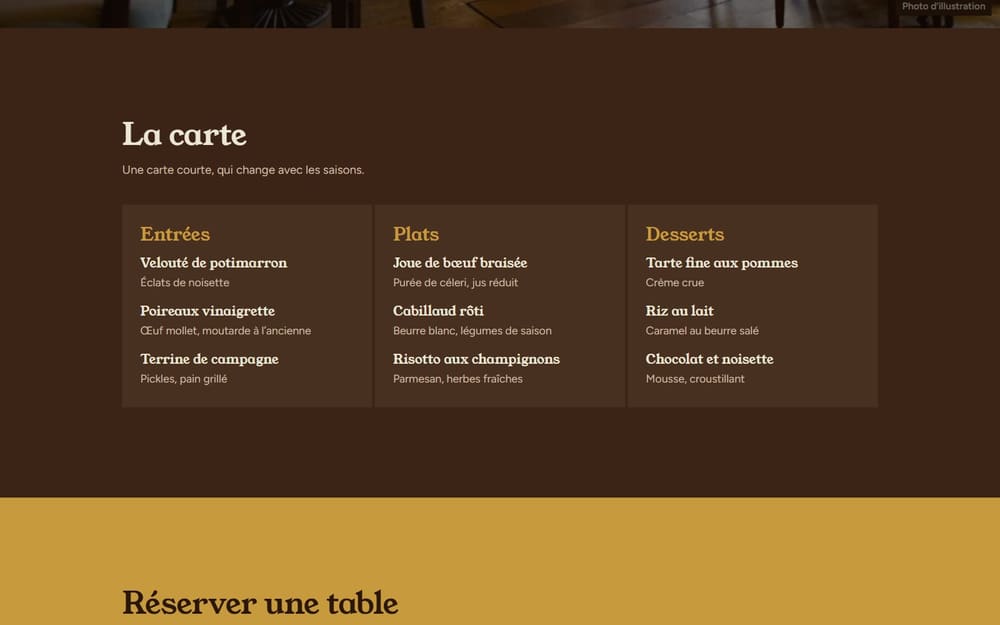 Photo d'illustration
La carte
Une carte courte, qui change avec les saisons.
Entrées
Velouté de potimarron
Éclats de noisette
Poireaux vinaigrette
Œuf mollet, moutarde à l'ancienne
Terrine de campagne
Pickles, pain grillé
Plats
Joue de bœuf braisée
Purée de céleri, jus réduit
Cabillaud rôti
Beurre blanc, légumes de saison
Risotto aux champignons
Parmesan, herbes fraîches
Desserts
Tarte fine aux pommes
Crème crue
Riz au lait
Caramel au beurre salé
Chocolat et noisette
Mousse, croustillant
Réserver une table